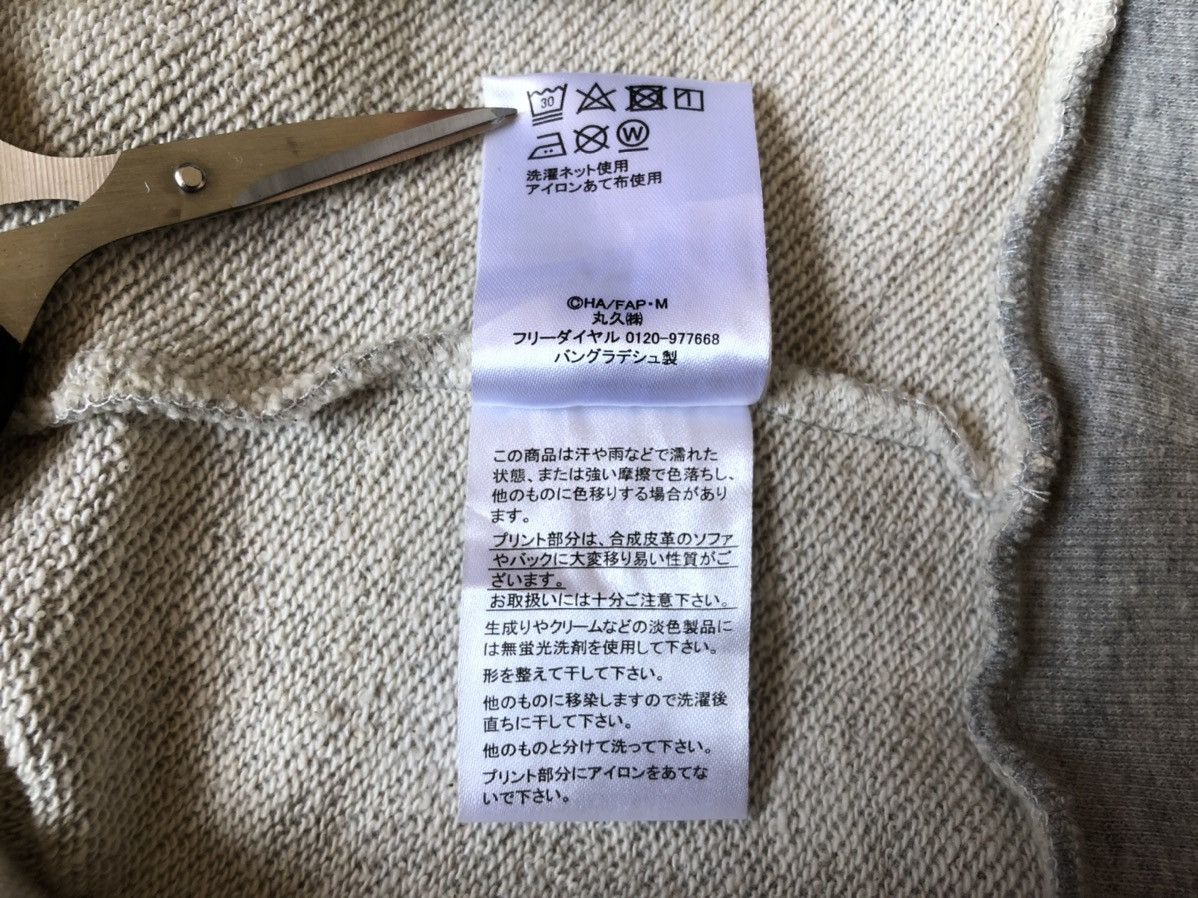 30
W
洗濯ネット使用
アイロンあて布使用
©HA/FAP・M
丸久㈱
フリーダイヤル 0120-977668
バングラデシュ製
この商品は汗や雨などで濡れた
状態、または強い摩擦で色落ちし、
他のものに色移りする場合があり
ます。
プリント部分は、合成皮革のソファ
やバックに大変移り易い性質がご
ざいます。
お取扱いには十分ご注意下さい。
生成りやクリームなどの淡色製品に
は無蛍光洗剤を使用して下さい。
形を整えて干して下さい。
他のものに移染しますので洗濯後
直ちに干して下さい。
他のものと分けて洗って下さい。
プリント部分にアイロンをあてな
いで下さい。